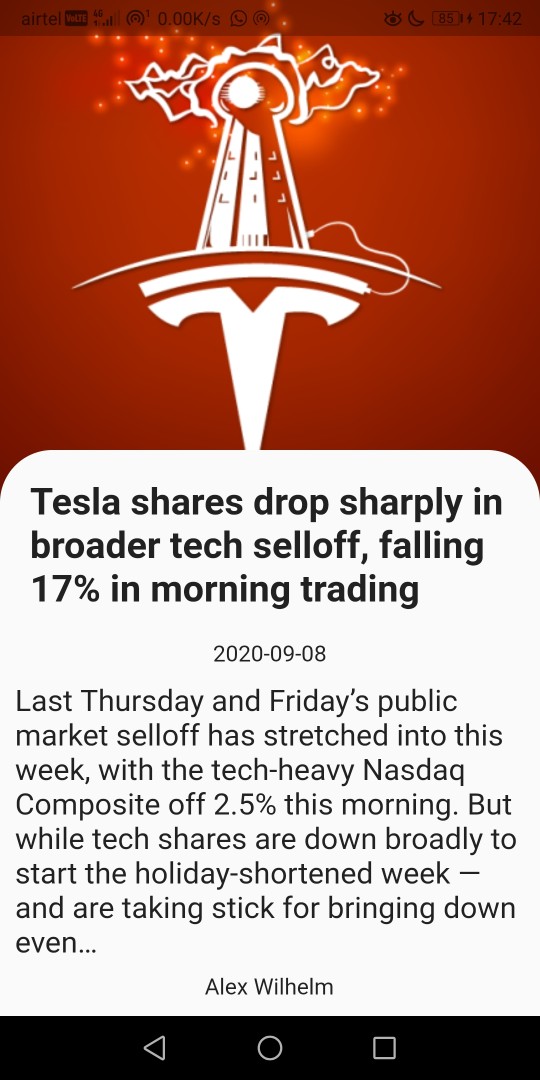 airtel VoLTE 4G 1 0.00K/s 85 17:42
Tesla shares drop sharply in
broader tech selloff, falling
17% in morning trading
2020-09-08
Last Thursday and Friday’s public
market selloff has stretched into this
week, with the tech-heavy Nasdaq
Composite off 2.5% this morning. But
while tech shares are down broadly to
start the holiday-shortened week —
and are taking stick for bringing down
even…
Alex Wilhelm